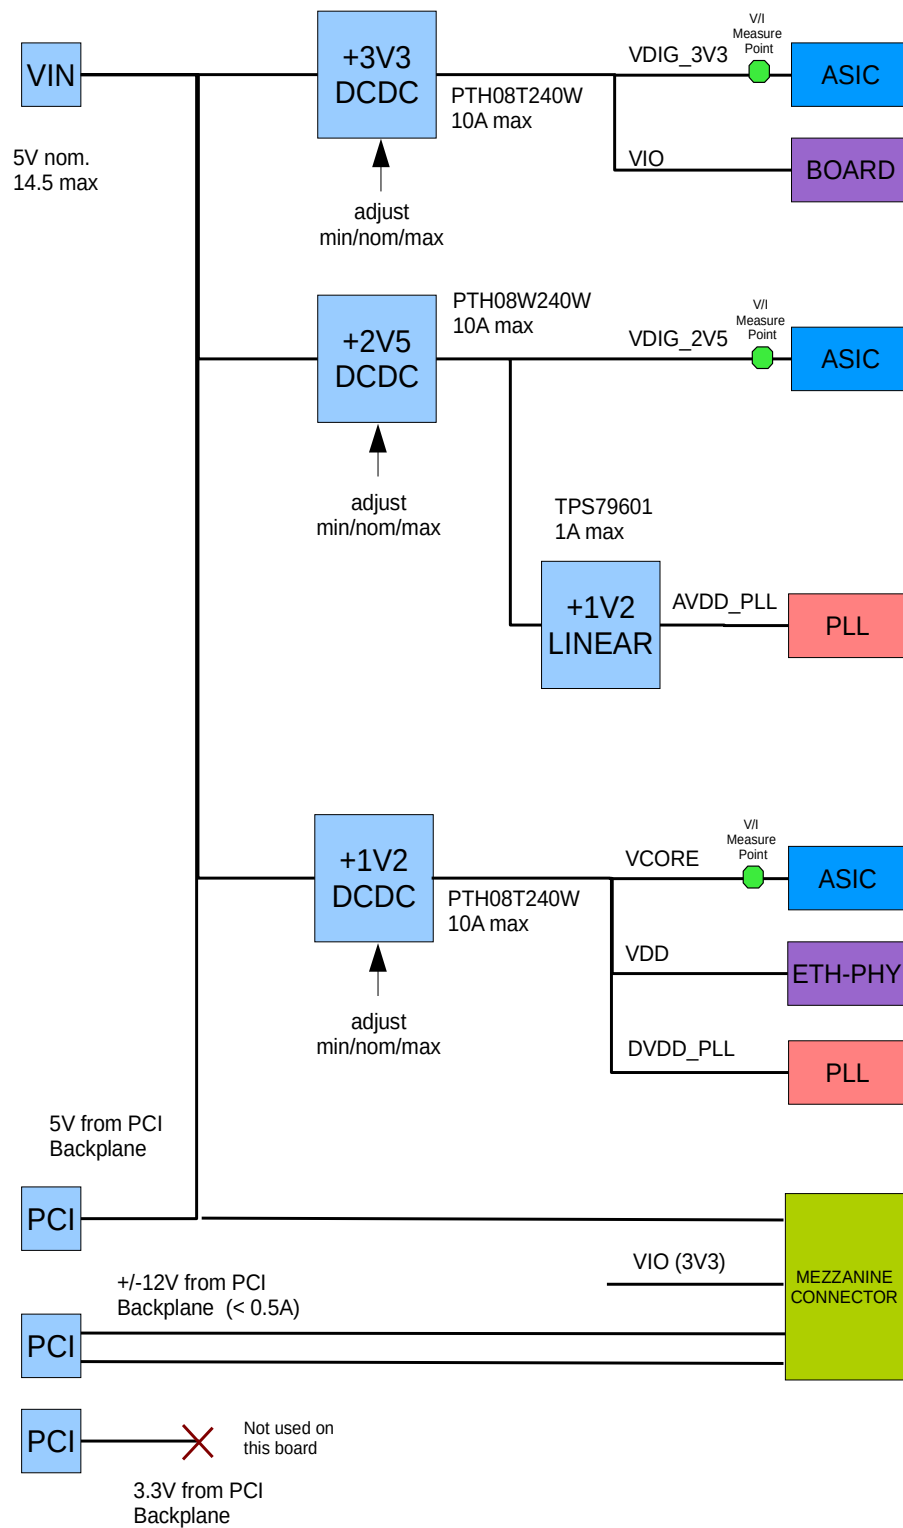 V/I
Measure
Point
VIN
+3V3
DCDC
VDIG_3V3
ASIC
PTH08T240W
10A max
5V nom.
14.5 max
VIO
BOARD
adjust
min/nom/max
PTH08W240W
10A max
V/I
Measure
Point
+2V5
DCDC
VDIG_2V5
ASIC
adjust
min/nom/max
TPS79601
1A max
+1V2
LINEAR
AVDD_PLL
PLL
V/I
Measure
Point
+1V2
DCDC
VCORE
ASIC
PTH08T240W
10A max
VDD
ETH-PHY
adjust
min/nom/max
DVDD_PLL
PLL
5V from PCI
Backplane
PCI
VIO (3V3)
MEZZANINE
CONNECTOR
+/-12V from PCI
Backplane (< 0.5A)
PCI
PCI
Not used on
this board
3.3V from PCI
Backplane